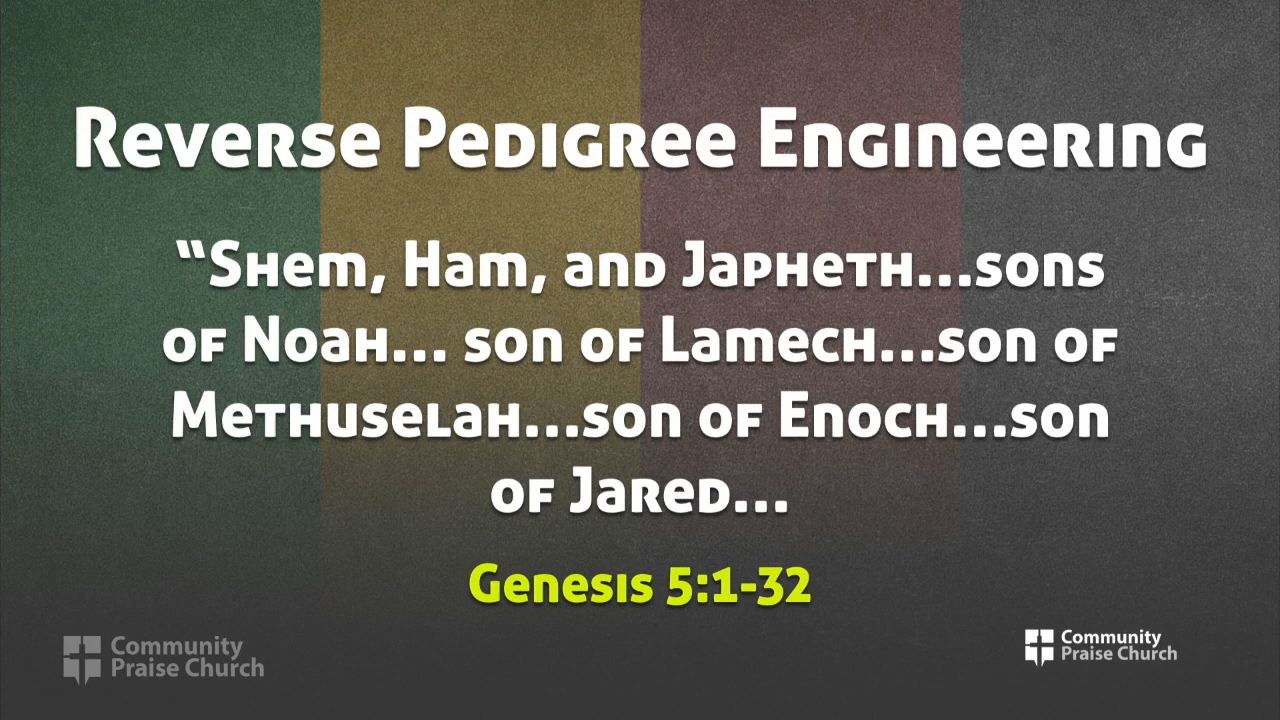 Reverse Pedigree Engineering
“Shem, Ham, and Japheth...sons
of Noah... son of Lamech...son of
Methuselah...son of Enoch...son
of Jared...
Genesis 5:1-32
Community
Praise Church
Community
Praise Church